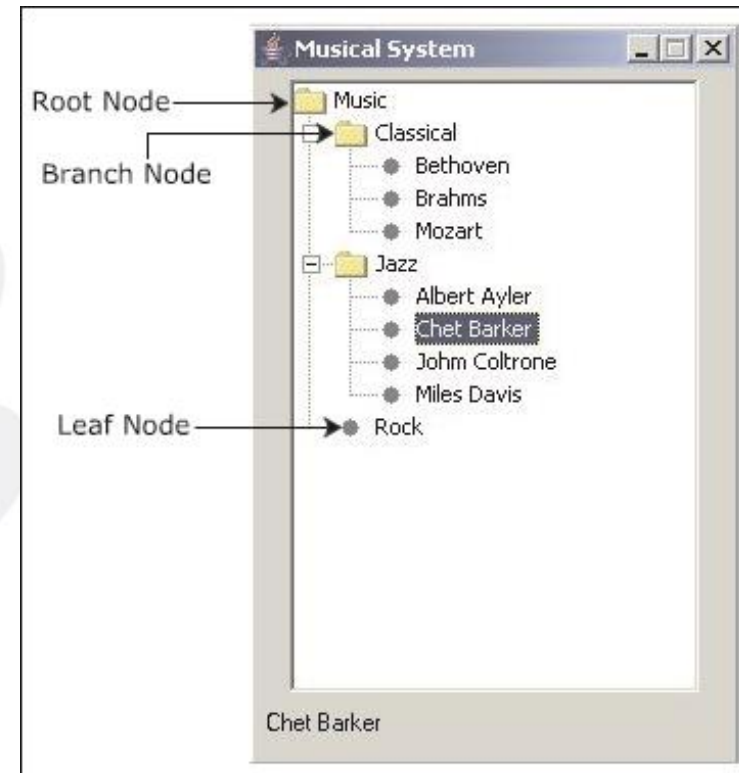 Musical System
Root Node
Music
Classical
Branch Node
Bethoven
Brahms
Mozart
Jazz
Albert Ayler
Chet Barker
Johm Coltrone
Miles Davis
Leaf Node
Rock
Chet Barker